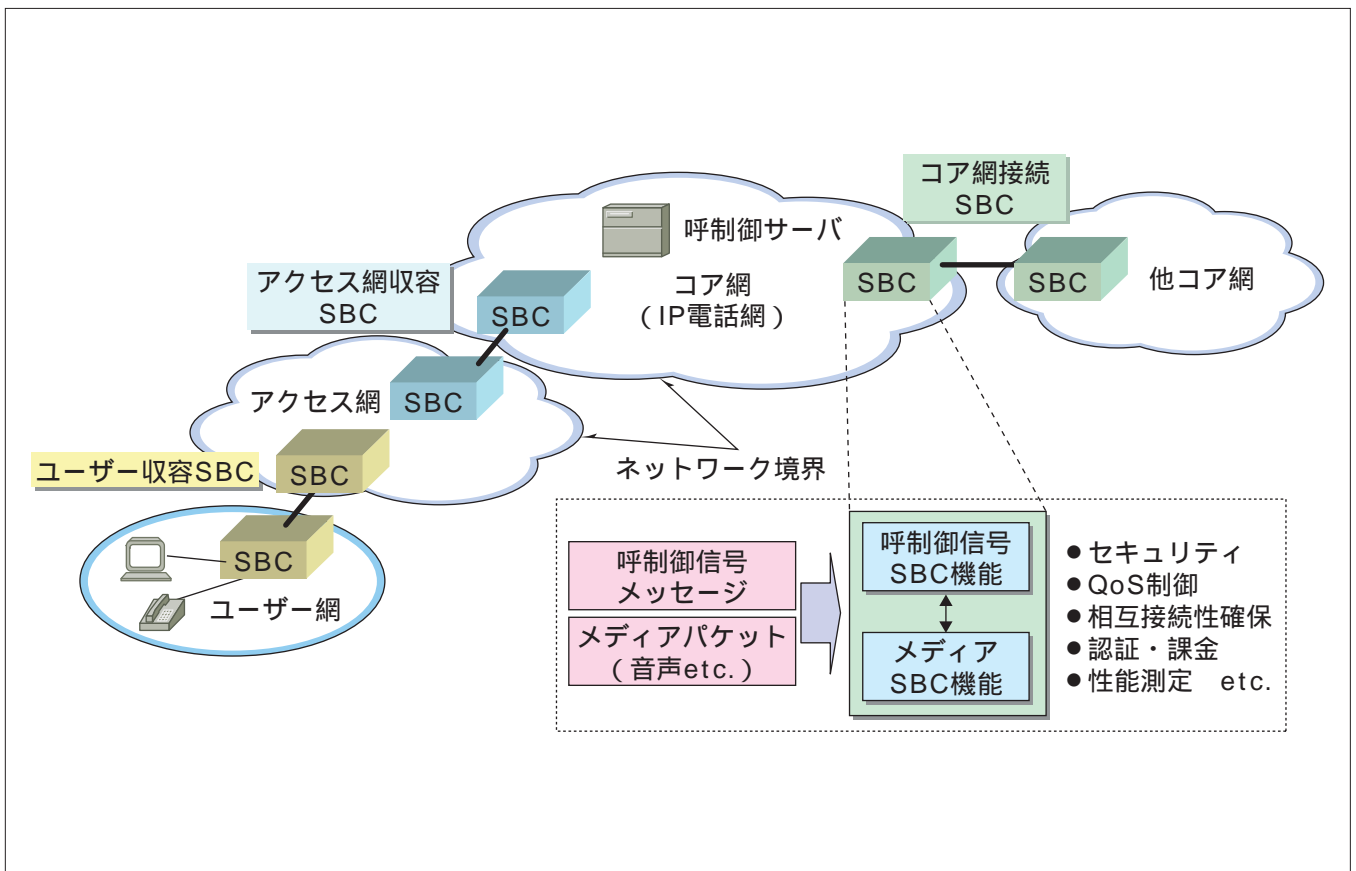 コア網接続
SBC
呼制御サーバ
コア網
（IP電話網）
SBC
SBC
他コア網
アクセス網収容
SBC
SBC
SBC
アクセス網
ネットワーク境界
ユーザー収容SBC
SBC
SBC
ユーザー網
呼制御信号
メッセージ
メディアパケット
（音声etc.）
呼制御信号
SBC機能
メディア
SBC機能
●セキュリティ
●QoS制御
●相互接続性確保
●認証・課金
●性能測定　etc.